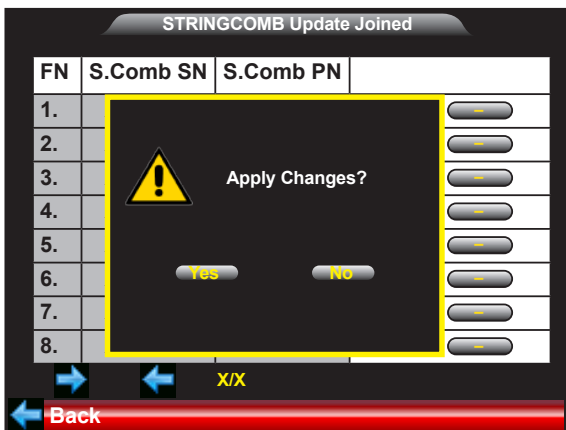 STRINGCOMB Update Joined
FN S.Comb SN S.Comb PN
1. –
2. –
3. –
4. –
5. –
6. –
7. –
8. –
Apply Changes?
Yes No
X/X
Back